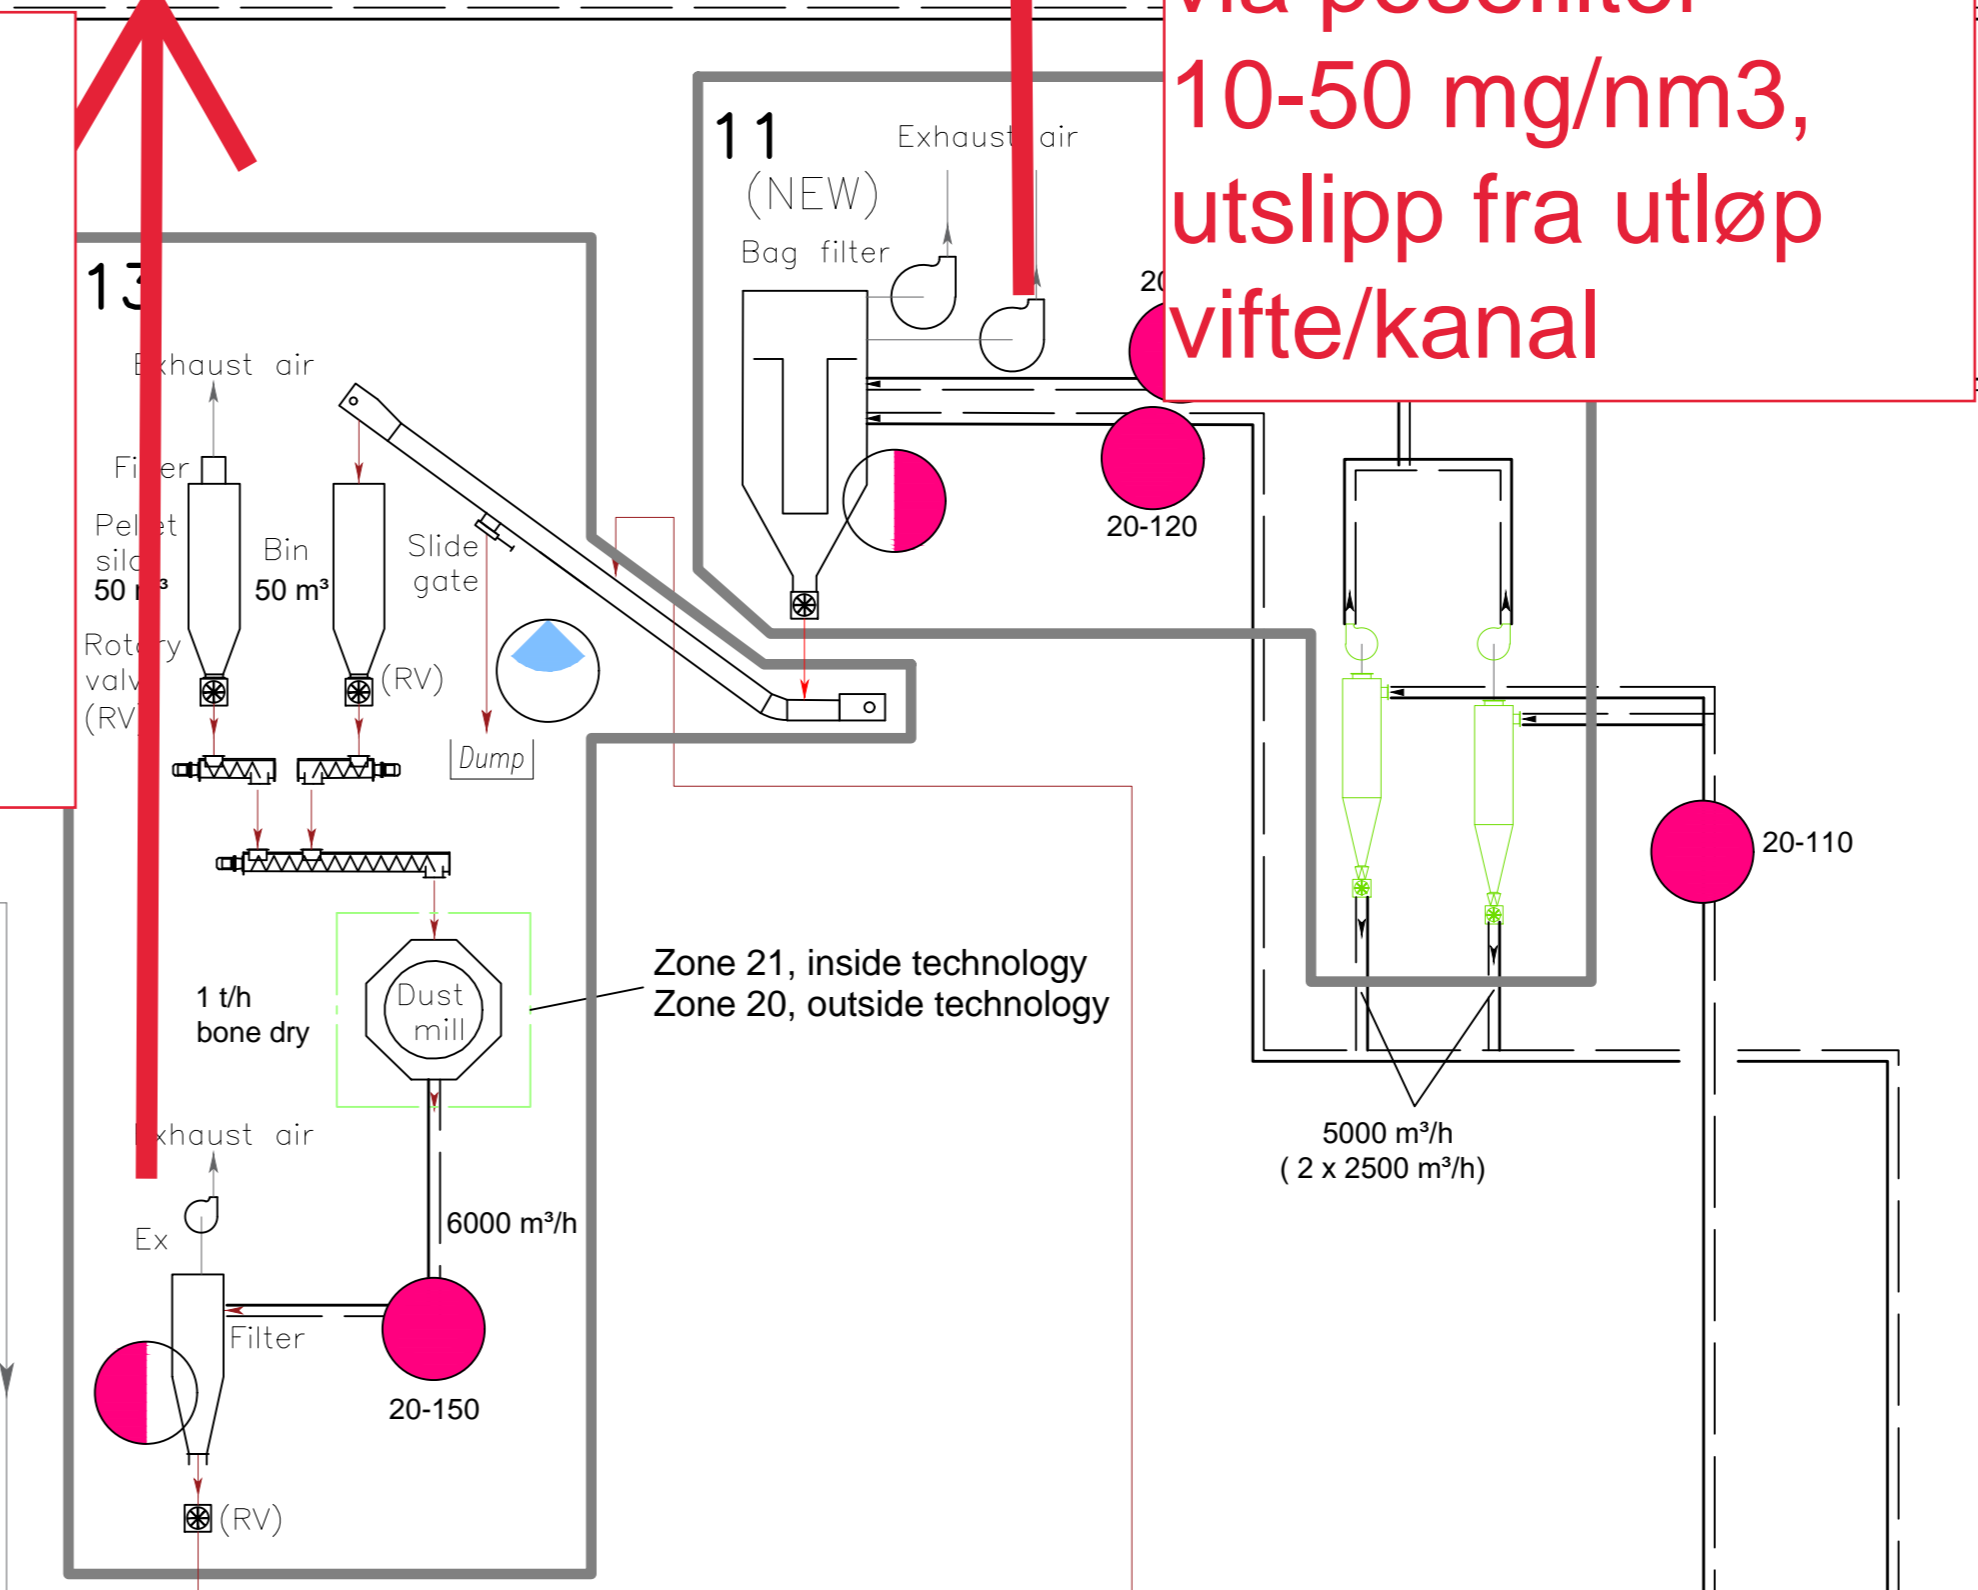 10-50 mg/nm3,
utslipp fra utløp
vifte/kanal
11
(NEW)
Bag filter
Exhaust air
20-120
13
Exhaust air
Filter
Pellet
silo
50 m³
Bin
50 m³
Slide
gate
Rotary
valve
(RV)
(RV)
Dump
20-110
Zone 21, inside technology
Zone 20, outside technology
1 t/h
bone dry
Dust
mill
5000 m³/h
( 2 x 2500 m³/h)
Exhaust air
6000 m³/h
Ex
Filter
20-150
(RV)